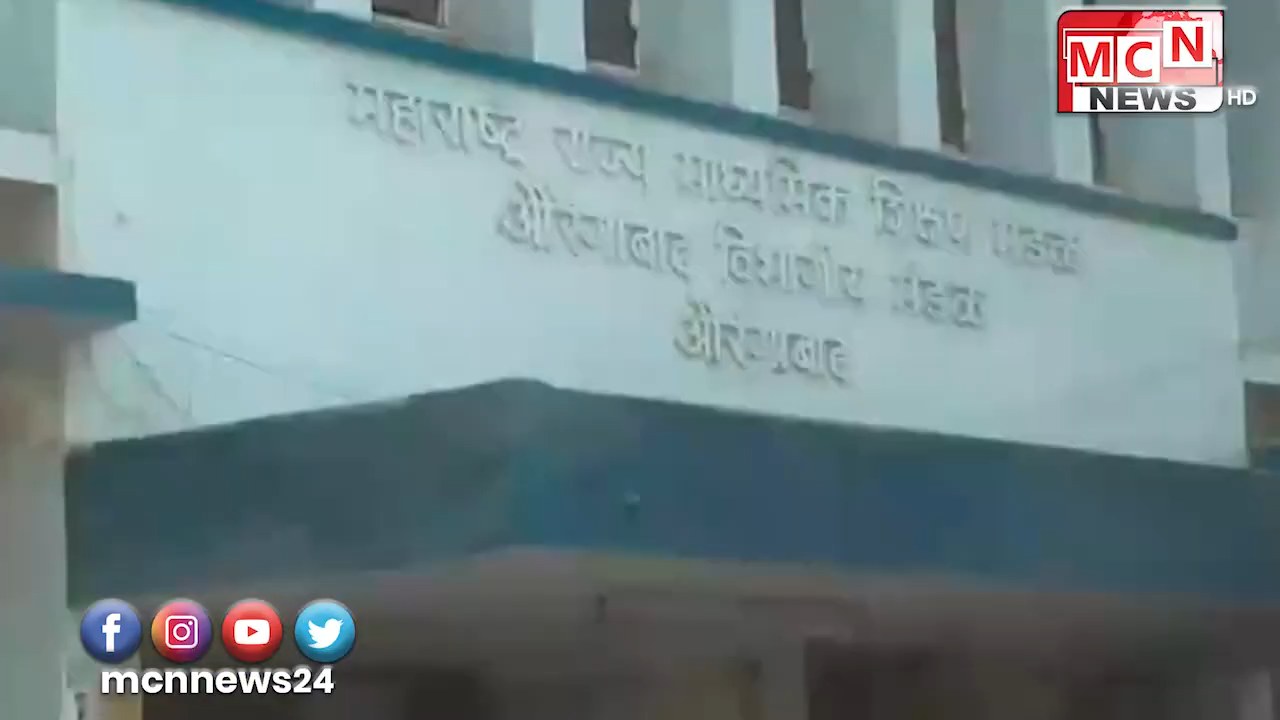 महाराष्ट्र राज्य माध्यमिक शिक्षण मंडळ
औरंगाबाद विभागीय मंडळ
औरंगाबाद
MCN
NEWS HD
mcnnews24